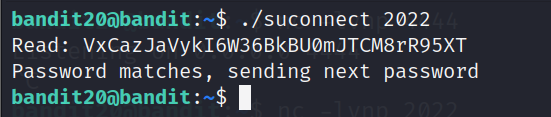 bandit20@bandit:~$ ./suconnect 2022
Read: VxCazJaVykI6W36BkBU0mJTCM8rR95XT
Password matches, sending next password
bandit20@bandit:~$